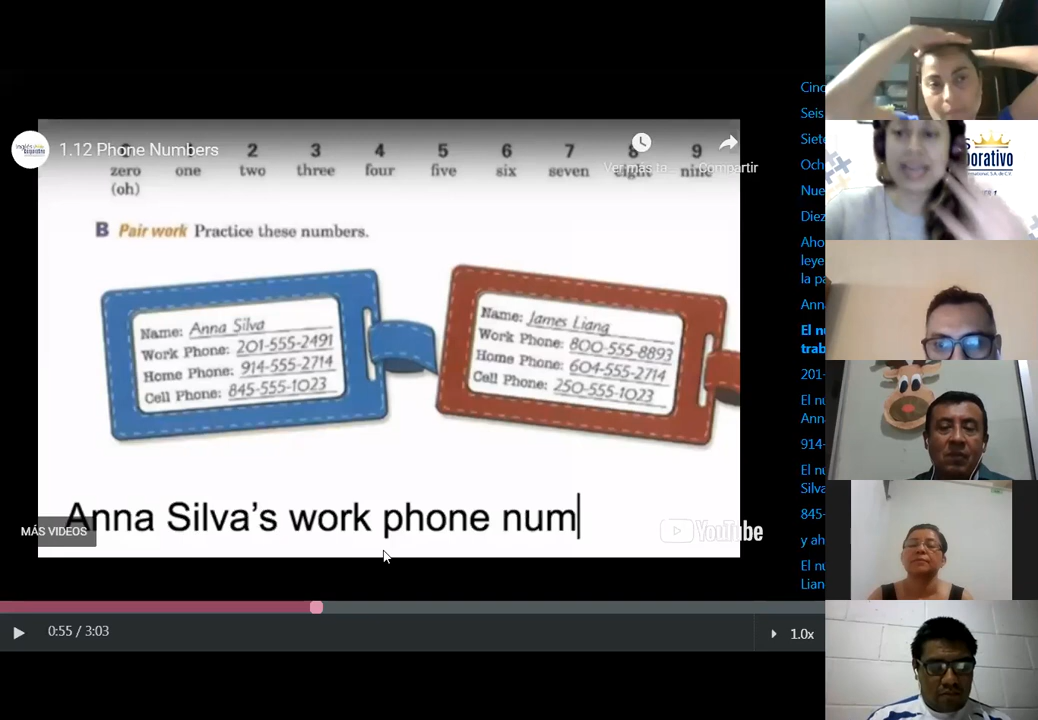 1.12 Phone Numbers
2 3 4 5 6 7 8 9
zero one two three four five six seven eight nine
(oh)
Compartir
B Pair work Practice these numbers.
Name: Anna Silva
Work Phone: 201-555-2491
Home Phone: 914-555-2714
Cell Phone: 845-555-1023
Name: James Liang
Work Phone: 800-555-8893
Home Phone: 604-555-2714
Cell Phone: 250-555-1023
Anna Silva's work phone num
MÁS VIDEOS
YouTube
0:55 / 3:03
1.0x
Cinc
Seis
Siete
Och
Nue
Diez
Aho
leye
la pa
Anna
El n
trab
201-
El n
Anna
914-
El n
Silva
845-
y ah
El n
Lian